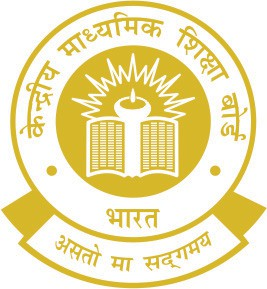 केन्द्रीय माध्यमिक शिक्षा बोर्ड
भारत
असतो मा सद्गमय